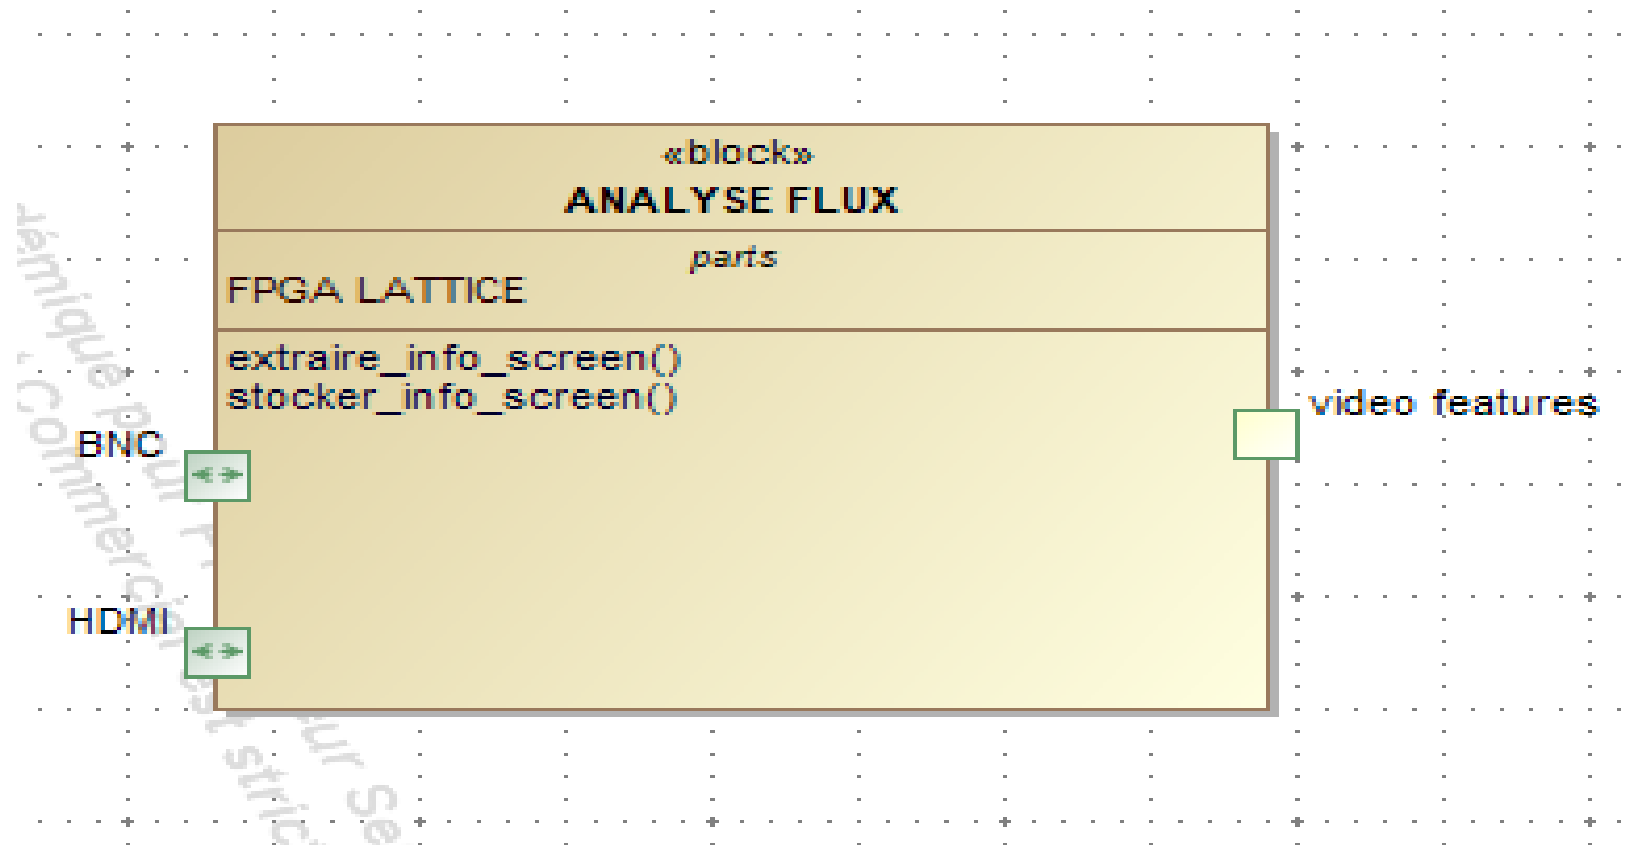 «block»
ANALYSE FLUX
parts
FPGA LATTICE
extraire_info_screen()
stocker_info_screen()
video features
BNC
HDMI